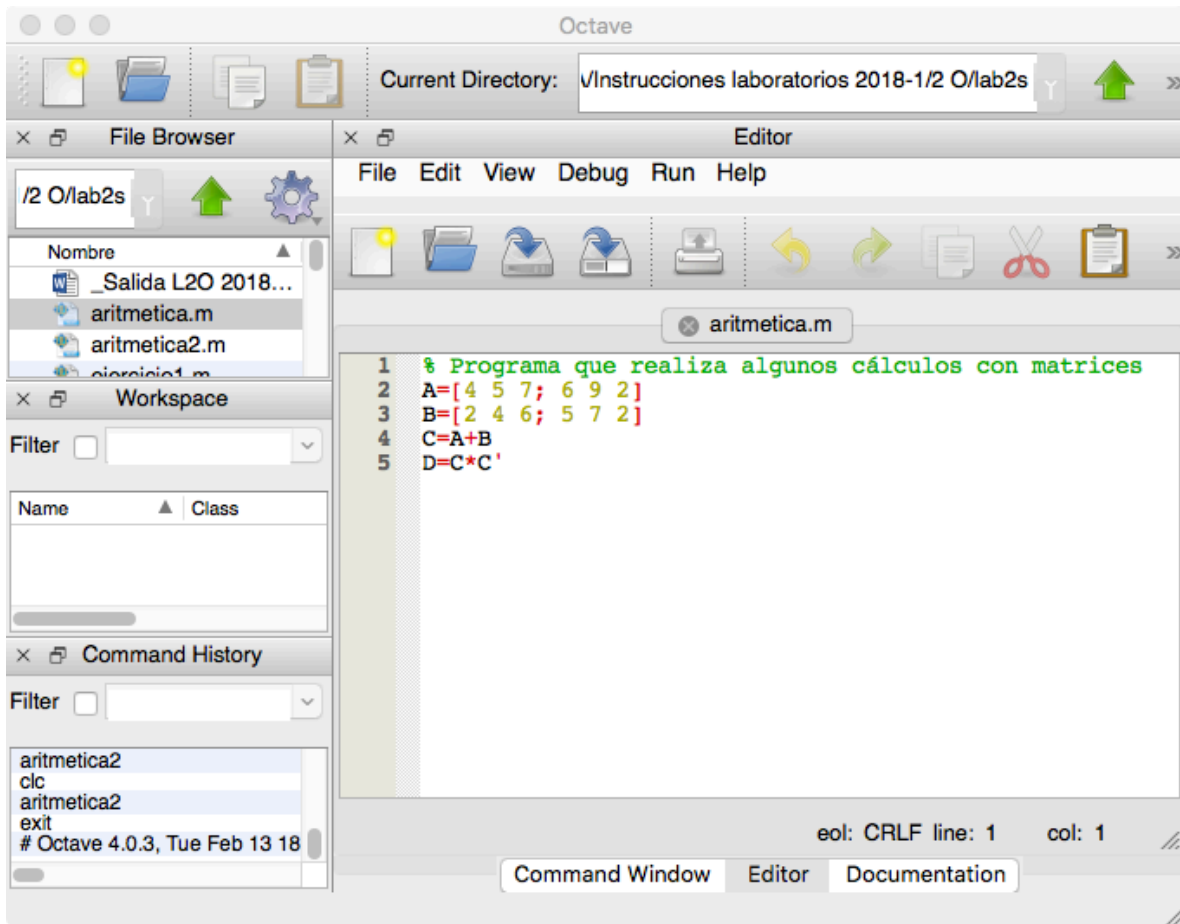 Octave
Current Directory: /Instrucciones laboratorios 2018-1/2 O/lab2s
File Browser
/2 O/lab2s
Nombre
_Salida L2O 2018...
aritmetica.m
aritmetica2.m
ejercicio1.m
Workspace
Filter
Name Class
Command History
Filter
aritmetica2
clc
aritmetica2
exit
# Octave 4.0.3, Tue Feb 13 18
Editor
File Edit View Debug Run Help
aritmetica.m
1 % Programa que realiza algunos cálculos con matrices
2 A=[4 5 7; 6 9 2]
3 B=[2 4 6; 5 7 2]
4 C=A+B
5 D=C*C'
eol: CRLF line: 1 col: 1
Command Window Editor Documentation